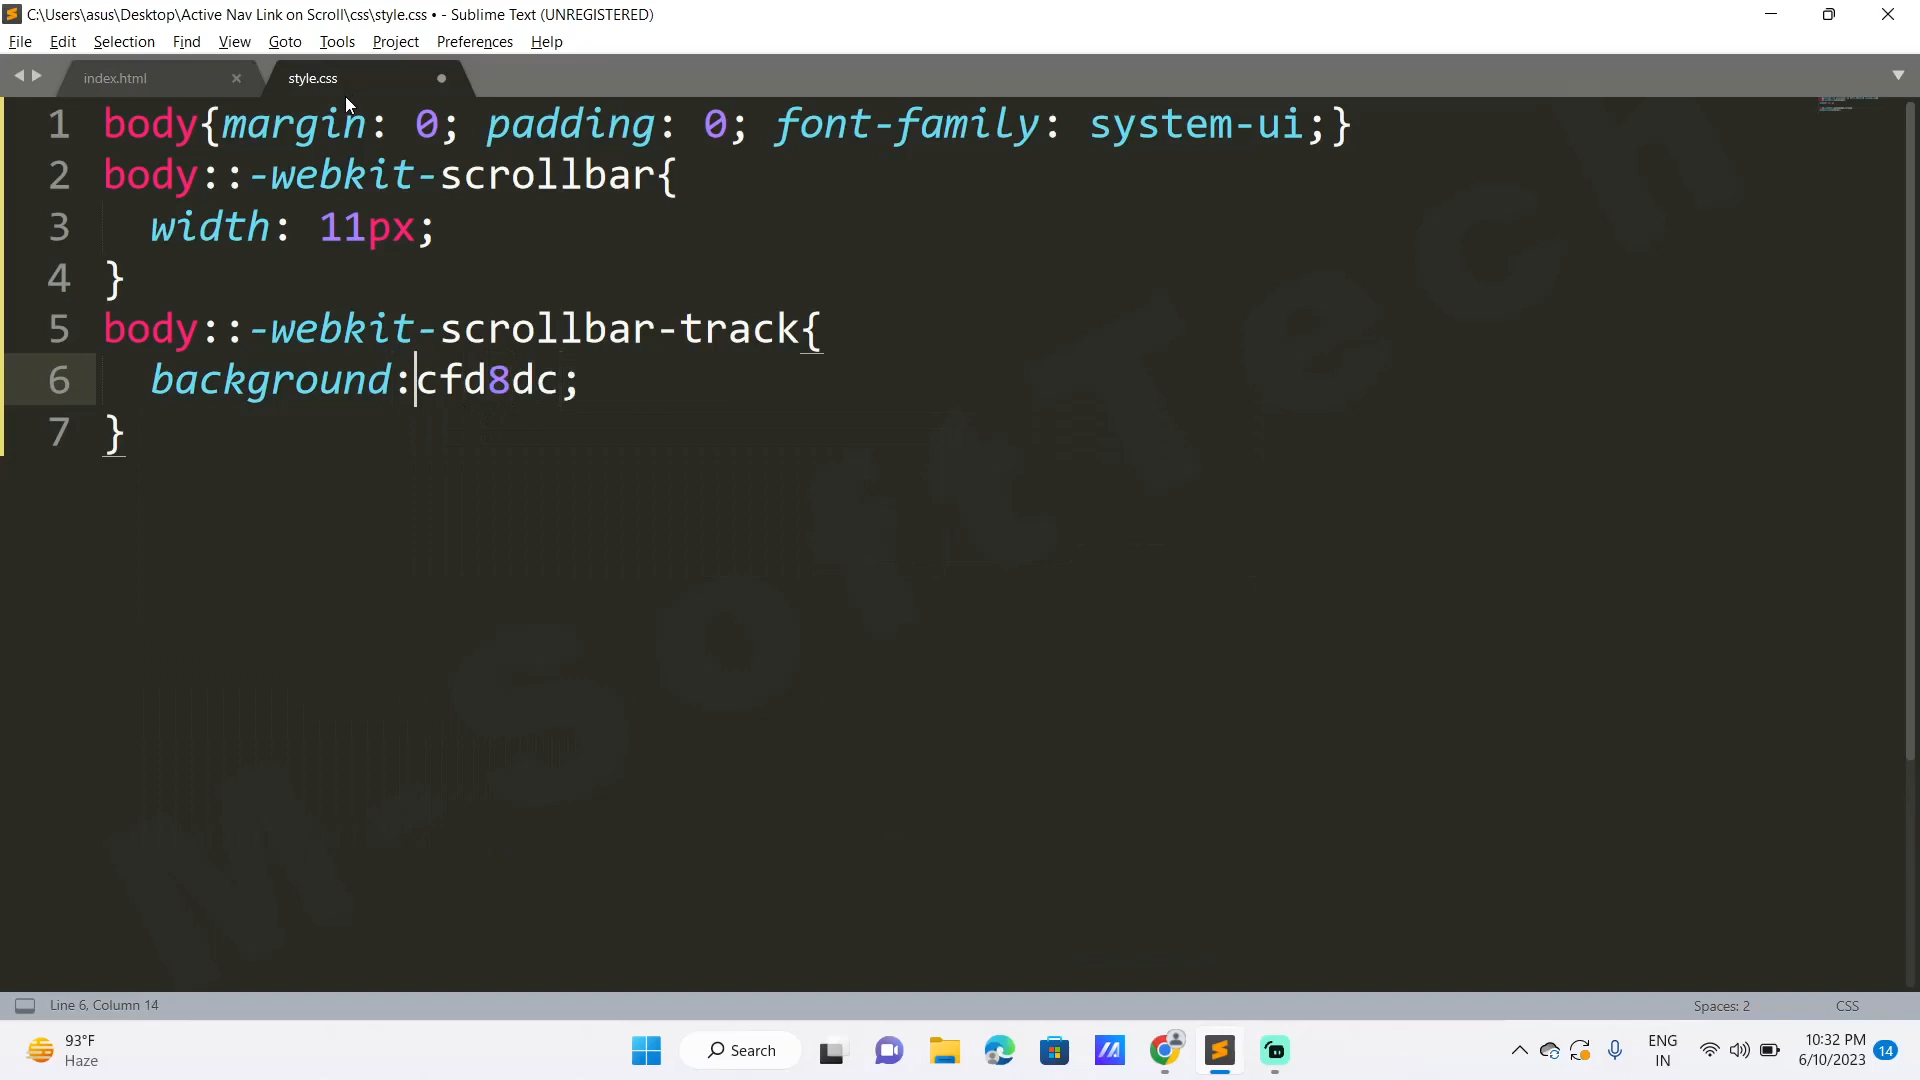 C:\Users\asus\Desktop\Active Nav Link on Scroll\css\style.css • - Sublime Text (UNREGISTERED)
File Edit Selection Find View Goto Tools Project Preferences Help
index.html style.css
1 body{margin: 0; padding: 0; font-family: system-ui;}
2 body::-webkit-scrollbar{
3 width: 11px;
4 }
5 body::-webkit-scrollbar-track{
6 background:cfd8dc;
7 }
M-SoftTech
Line 6, Column 14 Spaces: 2 CSS
93°F
Haze
Search
ENG
IN
10:32 PM
6/10/2023
14